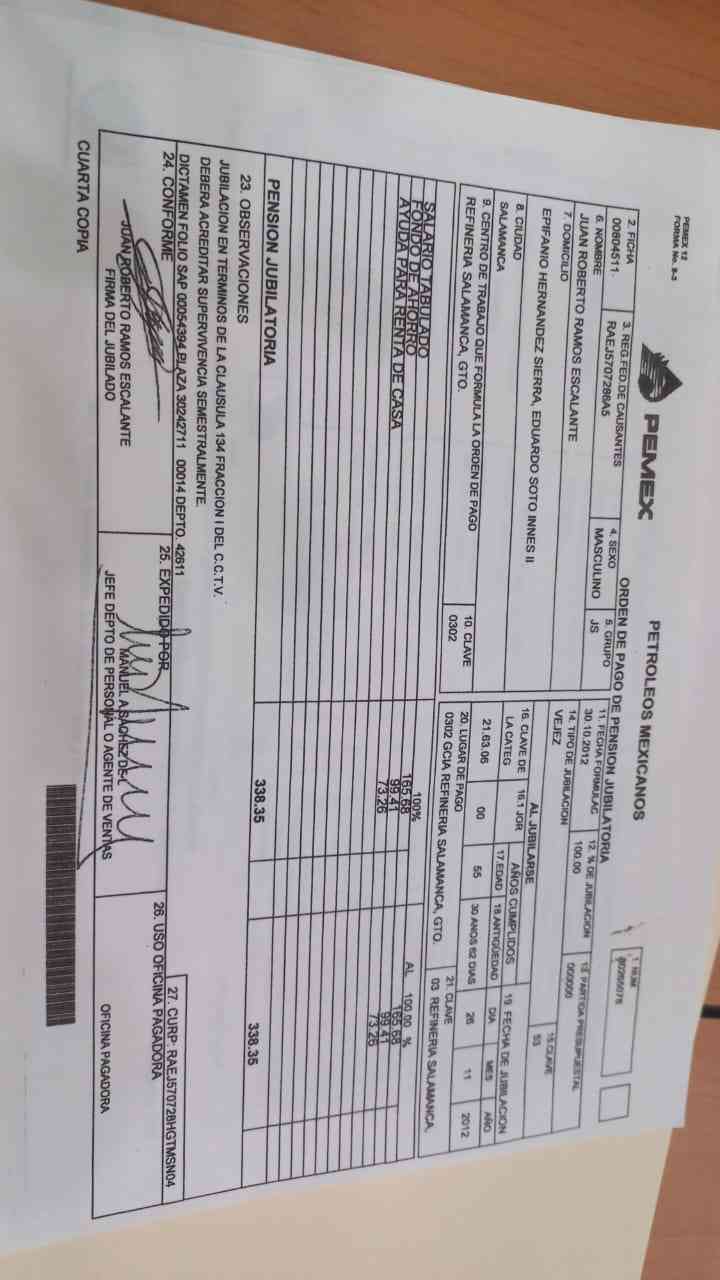 PEMEX 12
FORMA No. 8-3
PEMEX
PETROLEOS MEXICANOS
ORDEN DE PAGO DE PENSION JUBILATORIA
1. NUM
2. FICHA
00804511
3. REG.FED.DE CAUSANTES
RAEJ5707286A5
4. SEXO
MASCULINO
5. GRUPO
JS
11. FECHA FORMULAC
30.10.2012
12. % DE JUBILACION
100.00
13. PARTIDA PRESUPUESTAL
000000
6. NOMBRE
JUAN ROBERTO RAMOS ESCALANTE
14. TIPO DE JUBILACION
VEJEZ
15.CLAVE
53
7. DOMICILIO
EPIFANIO HERNANDEZ SIERRA, EDUARDO SOTO INNES II
AL JUBILARSE
AÑOS CUMPLIDOS
16. CLAVE DE
LA CATEG
16.1 JOR
17.EDAD
18.ANTIGÜEDAD
19. FECHA DE JUBILACION
DIA
MES
AÑO
8. CIUDAD
SALAMANCA
21.63.06
00
55
30 ANOS 62 DIAS
26
11
2012
9. CENTRO DE TRABAJO QUE FORMULA LA ORDEN DE PAGO
REFINERIA SALAMANCA, GTO.
10. CLAVE
0302
20. LUGAR DE PAGO
0302 GCIA REFINERIA SALAMANCA, GTO.
21. CLAVE
03 REFINERIA SALAMANCA,
100%
AL 100.00 %
SALARIO TABULADO 165.68 165.68
FONDO DE AHORRO 99.41 99.41
AYUDA PARA RENTA DE CASA 73.26 73.26
PENSION JUBILATORIA 338.35 338.35
23. OBSERVACIONES
JUBILACION EN TERMINOS DE LA CLAUSULA 134 FRACCION I DEL C.C.T.V.
DEBERA ACREDITAR SUPERVIVENCIA SEMESTRALMENTE.
DICTAMEN FOLIO SAP 00054394 PLAZA 30242711 00014 DEPTO. 42611
27. CURP: RAEJ570728HGTMSN04
24. CONFORME
25. EXPEDIDO POR
26. USO OFICINA PAGADORA
JUAN ROBERTO RAMOS ESCALANTE
FIRMA DEL JUBILADO
MANUEL A
JEFE DEPTO DE PERSONAL O AGENTE DE VENTAS
OFICINA PAGADORA
CUARTA COPIA